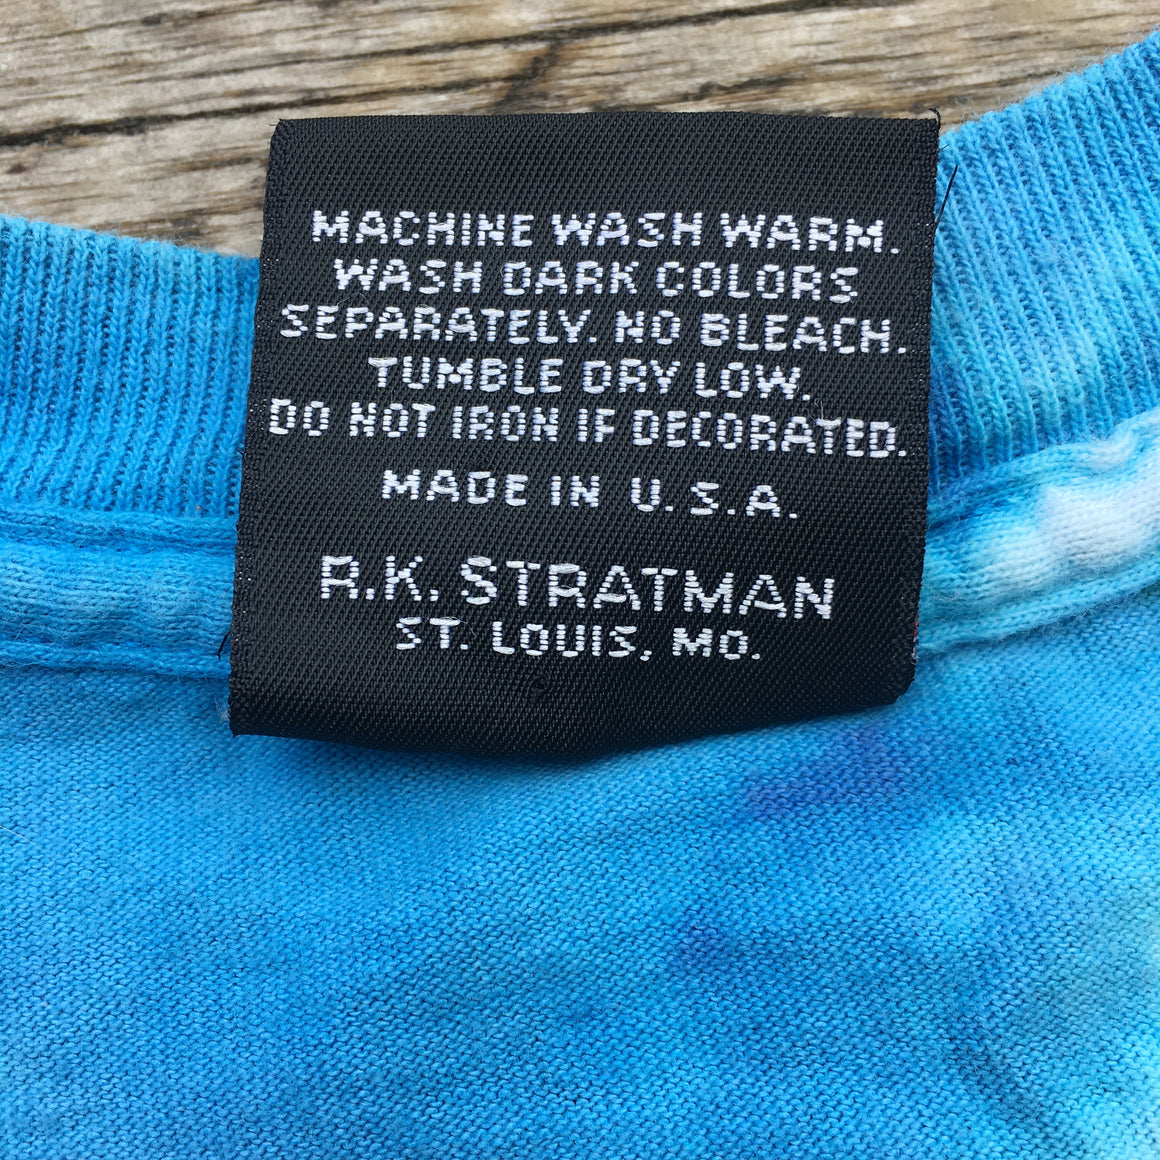 MACHINE WASH WARM.
WASH DARK COLORS
SEPARATELY. NO BLEACH.
TUMBLE DRY LOW.
DO NOT IRON IF DECORATED.
MADE IN U.S.A.
R.K. STRATMAN
ST. LOUIS, MO.